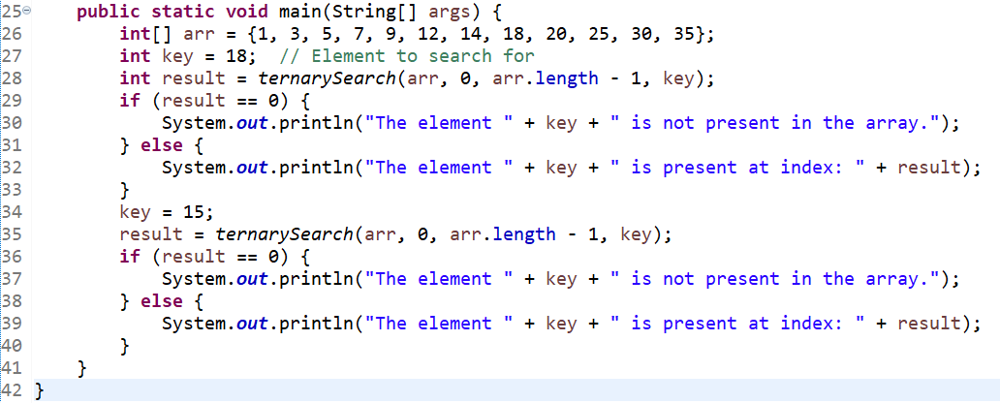 25 public static void main(String[] args) {
26 int[] arr = {1, 3, 5, 7, 9, 12, 14, 18, 20, 25, 30, 35};
27 int key = 18;  // Element to search for
28 int result = ternarySearch(arr, 0, arr.length - 1, key);
29 if (result == 0) {
30 System.out.println("The element " + key + " is not present in the array.");
31 } else {
32 System.out.println("The element " + key + " is present at index: " + result);
33 }
34 key = 15;
35 result = ternarySearch(arr, 0, arr.length - 1, key);
36 if (result == 0) {
37 System.out.println("The element " + key + " is not present in the array.");
38 } else {
39 System.out.println("The element " + key + " is present at index: " + result);
40 }
41 }
42 }